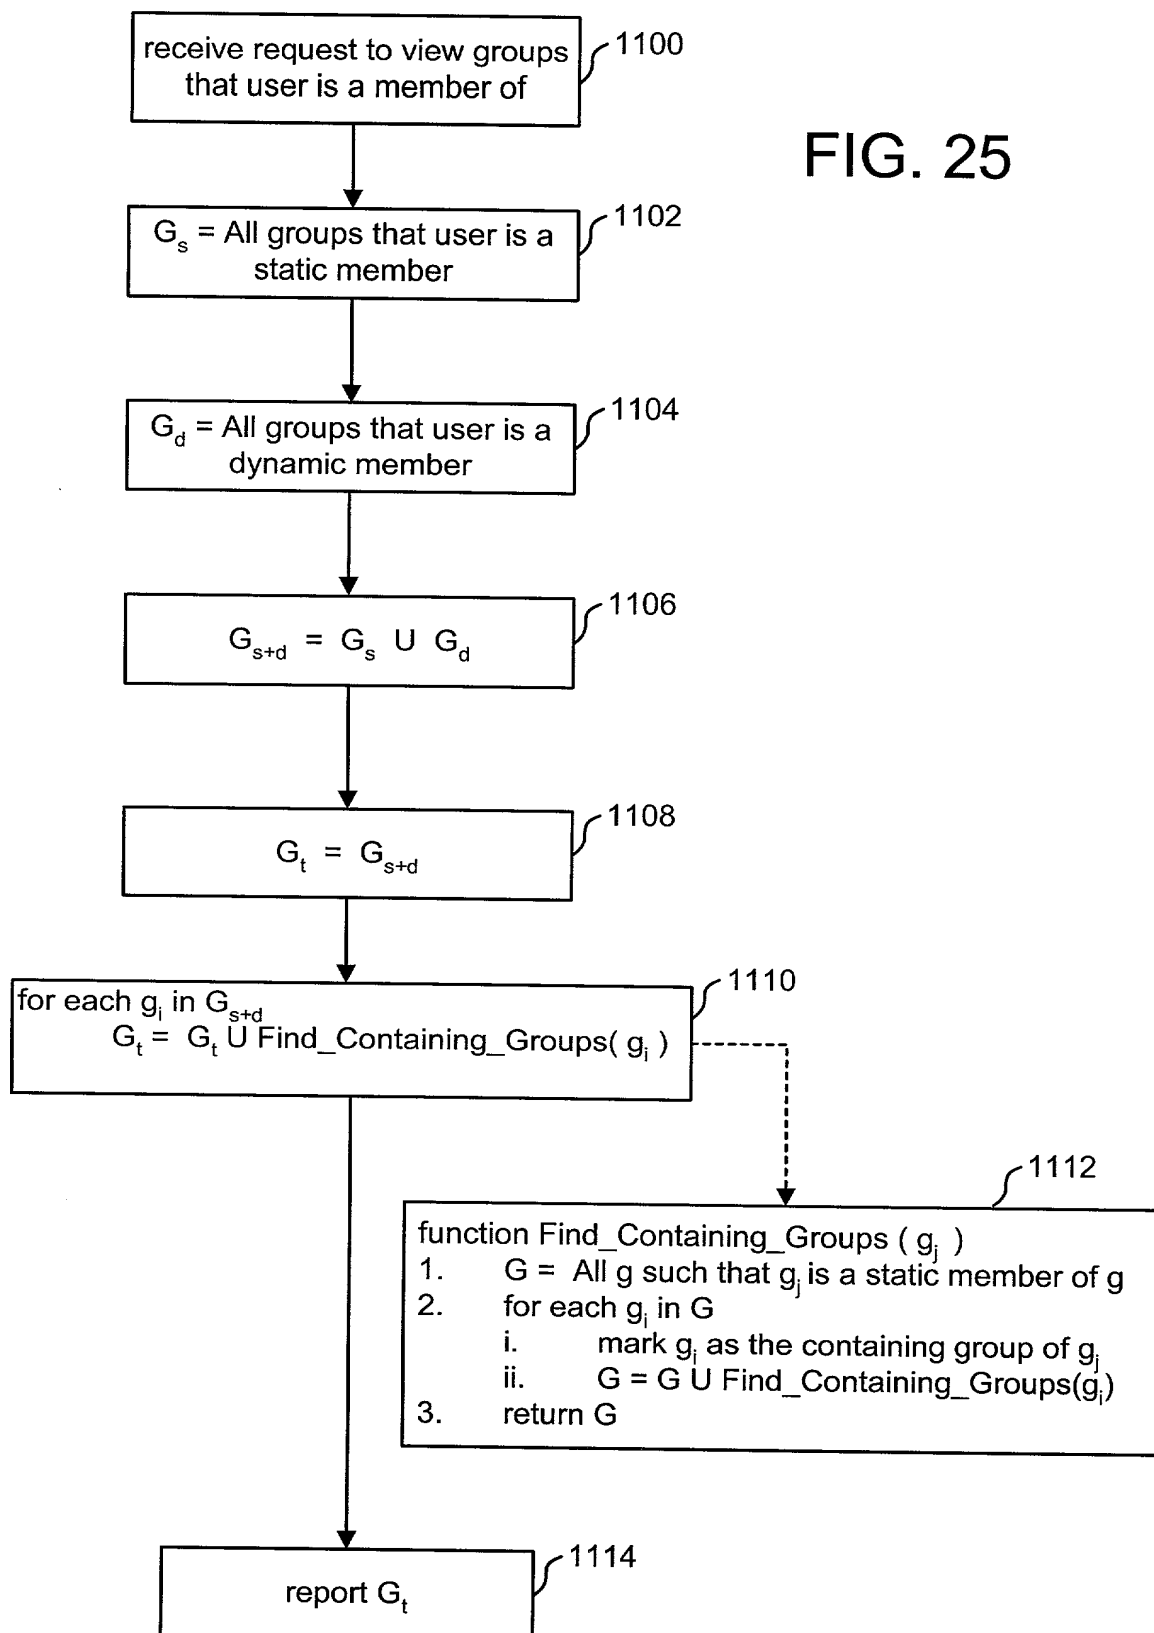 receive request to view groups
that user is a member of
1100
FIG. 25
G_s = All groups that user is a
static member
1102
G_d = All groups that user is a
dynamic member
1104
G_s+d = G_s U G_d
1106
G_t = G_s+d
1108
for each g_i in G_s+d
G_t = G_t U Find_Containing_Groups( g_i )
1110
1112
function Find_Containing_Groups ( g_j )
1. G = All g such that g_j is a static member of g
2. for each g_i in G
i. mark g_i as the containing group of g_j
ii. G = G U Find_Containing_Groups(g_i)
3. return G
report G_t
1114